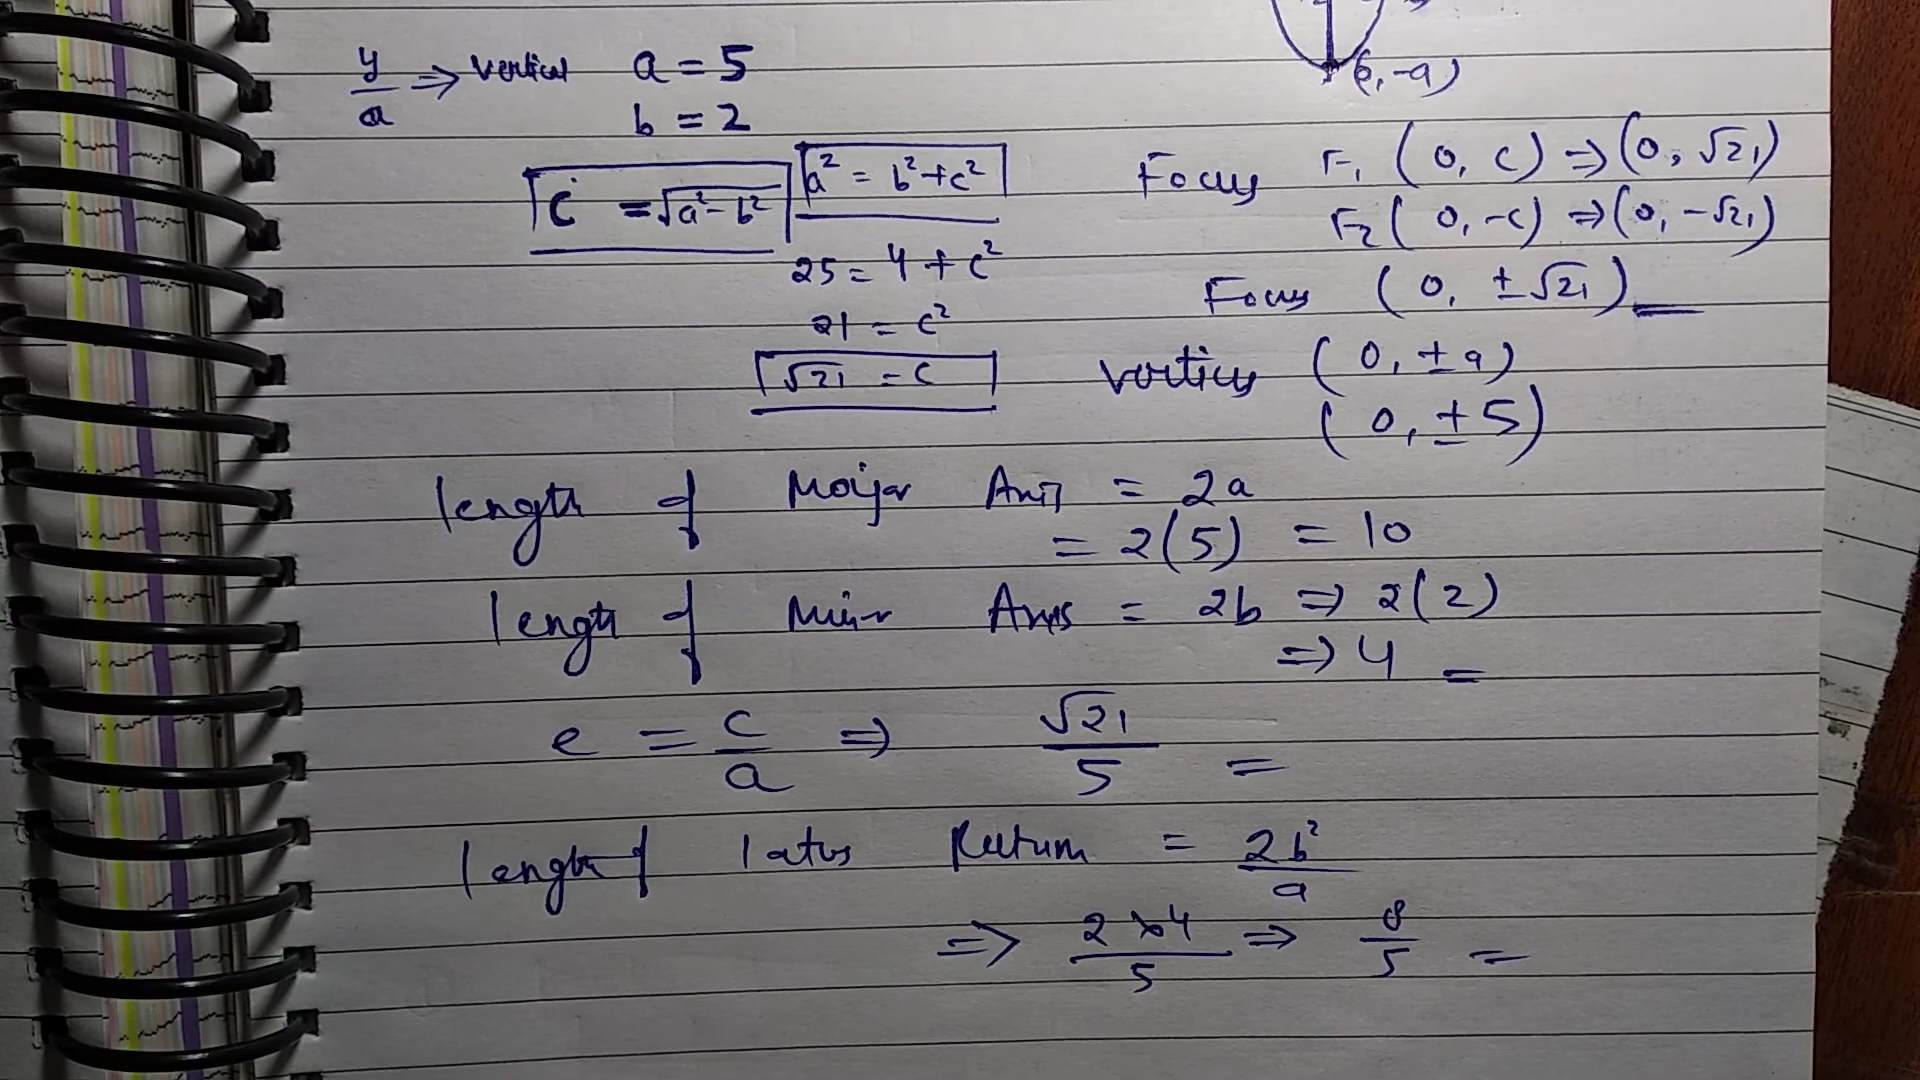 y/a ⇒ vertical a = 5
b = 2
(0, -a)
C = √a²-b²
a² = b²+c²
25 = 4 + c²
21 = c²
√21 = c
Focus F₁ ( 0, c) ⇒ (0, √21)
F₂ ( 0, -c) ⇒ (0, -√21)
Focus ( 0, ±√21)
vertices ( 0, ± a)
( 0, ± 5)
length of Major Axis = 2a
= 2(5) = 10
length of Minor Axis = 2b ⇒ 2(2)
⇒ 4 =
e = c/a ⇒ √21/5 =
length of latus Rectum = 2b²/a
⇒ 2×4/5 ⇒ 8/5 =